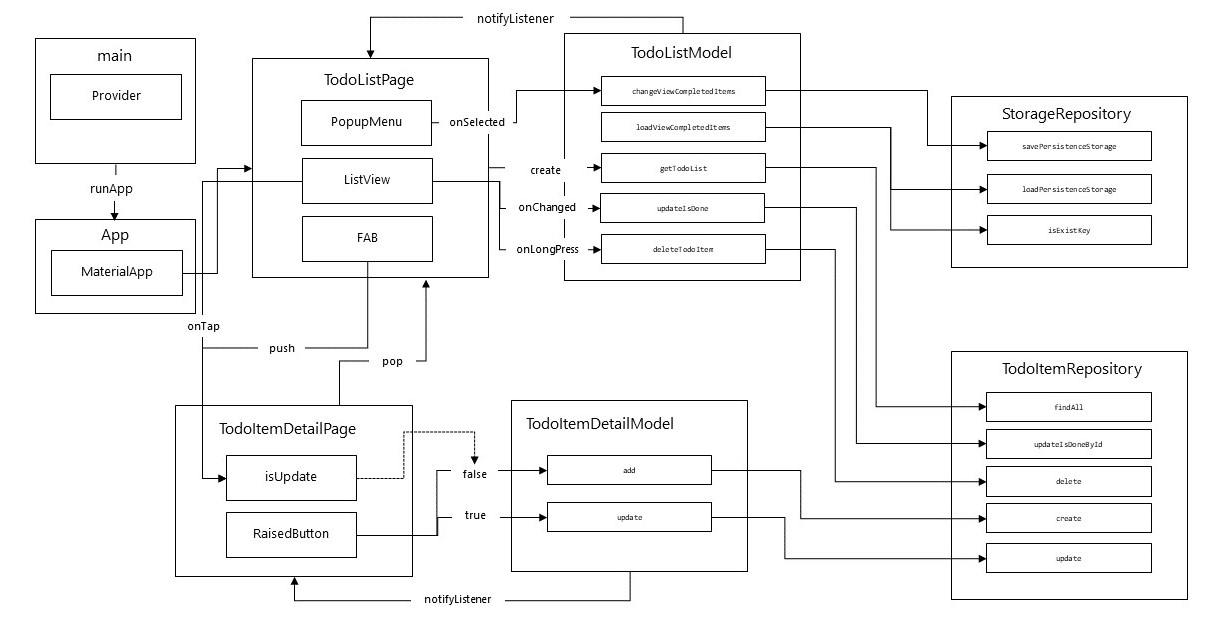 notifyListener
main
Provider
runApp
App
MaterialApp
TodoListPage
PopupMenu
onSelected
ListView
create
onChanged
FAB
onLongPress
TodoListModel
changeViewCompletedItems
loadViewCompletedItems
getTodoList
updateIsDone
deleteTodoItem
StorageRepository
savePersistenceStorage
loadPersistenceStorage
isExistKey
onTap
push
pop
TodoItemDetailPage
isUpdate
RaisedButton
false
true
TodoItemDetailModel
add
update
TodoItemRepository
findAll
updateIsDoneById
delete
create
update
notifyListener